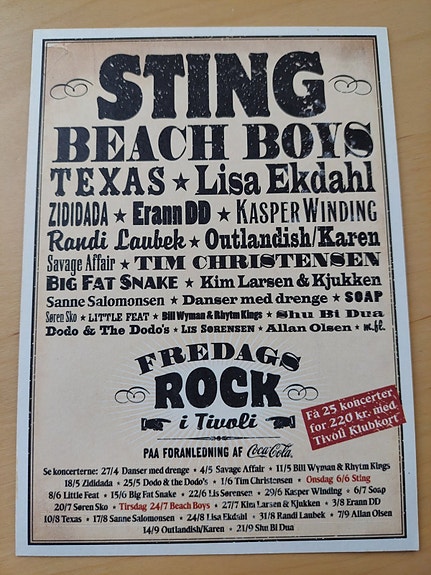 STING
BEACH BOYS
TEXAS ★ Lisa Ekdahl
ZIDIDADA ★ Erann DD ★ KASPER WINDING
Randi Laubek ★ Outlandish/Karen
Savage Affair ★ TIM CHRISTENSEN
BIG FAT SNAKE ★ Kim Larsen & Kjukken
Sanne Salomonsen ★ Danser med drenge ★ SOAP
Søren Sko ★ LITTLE FEAT ★ Bill Wyman & Rhytm Kings ★ Shu Bi Dua
Dodo & The Dodo's ★ LIS SØRENSEN ★ Allan Olsen ★ m.fl.
FREDAGS
ROCK
i Tivoli
Få 25 koncerter
for 220 kr. med
Tivoli Klubkort
PAA FORANLEDNING AF Coca-Cola.
Se koncerterne: 27/4 Danser med drenge ★ 4/5 Savage Affair ★ 11/5 Bill Wyman & Rhytm Kings
18/5 Zididada ★ 25/5 Dodo & the Dodo's ★ 1/6 Tim Christensen ★ Onsdag 6/6 Sting
8/6 Little Feat ★ 15/6 Big Fat Snake ★ 22/6 Lis Sørensen ★ 29/6 Kasper Winding ★ 6/7 Soap
20/7 Søren Sko ★ Tirsdag 24/7 Beach Boys ★ 27/7 Kim Larsen & Kjukken ★ 3/8 Erann DD
10/8 Texas ★ 17/8 Sanne Salomonsen ★ 24/8 Lisa Ekdahl ★ 31/8 Randi Laubek ★ 7/9 Allan Olsen
14/9 Outlandish/Karen ★ 21/9 Shu Bi Dua